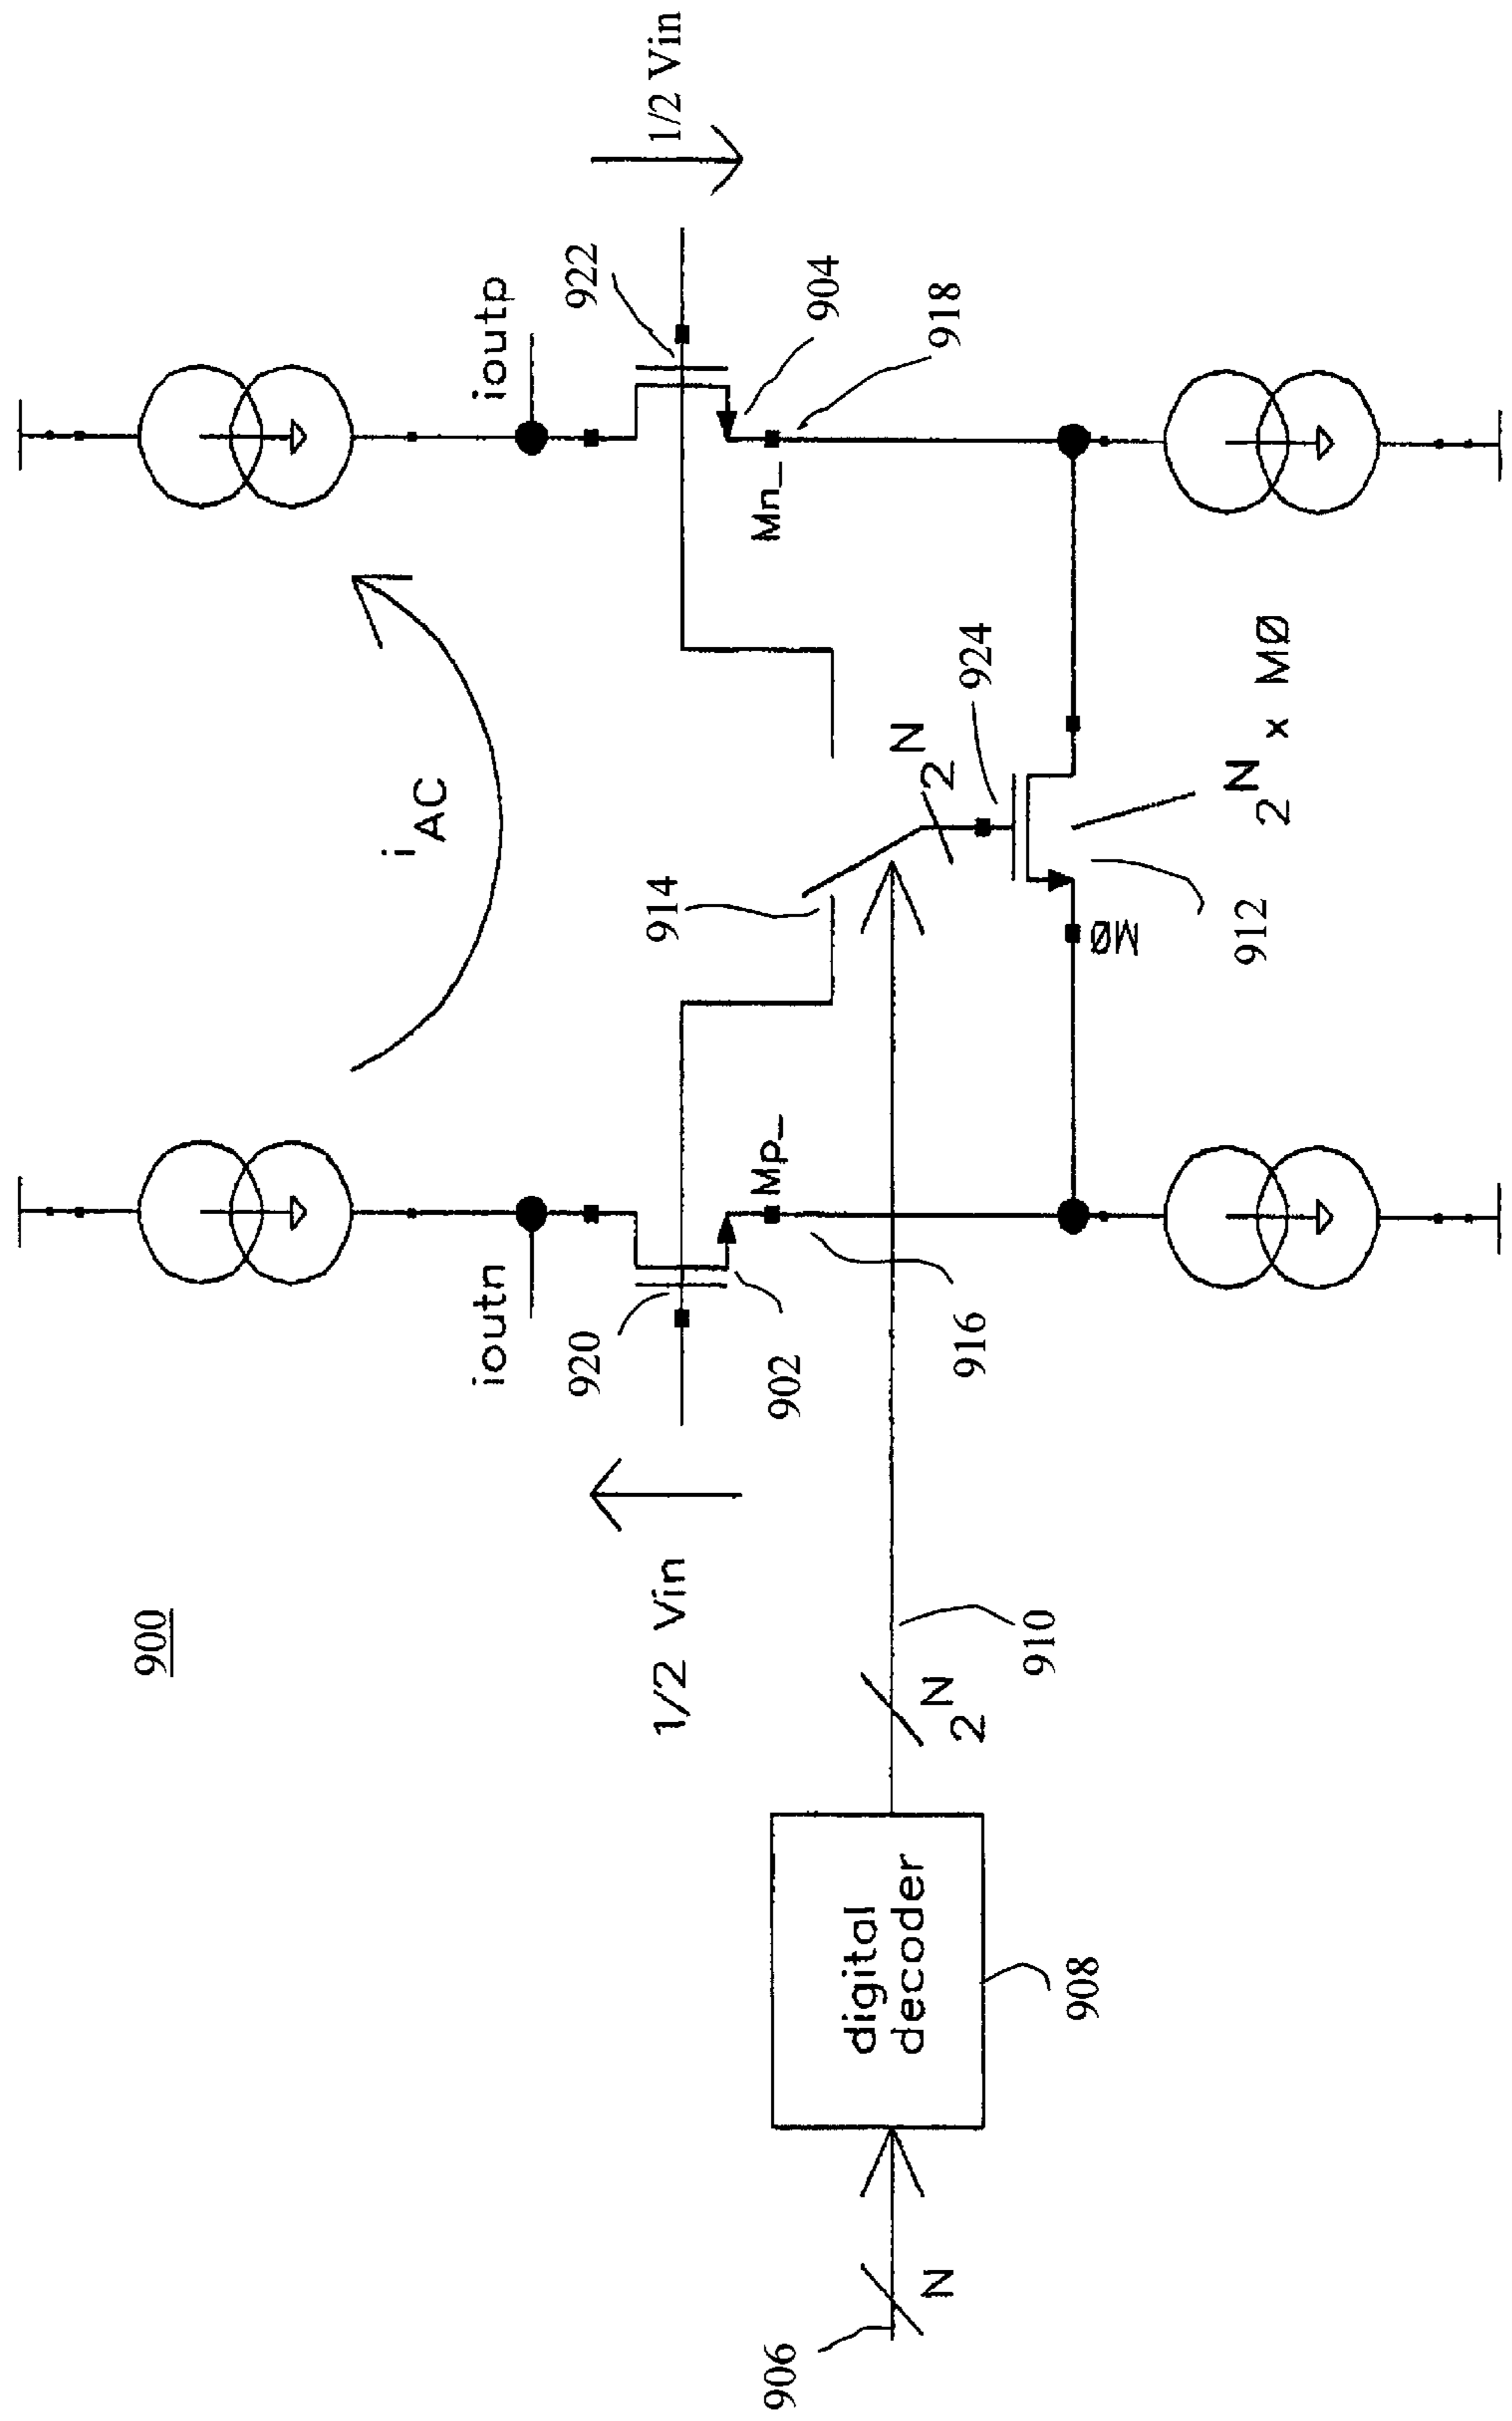 900
ioutn
ioutp
i AC
1/2 Vin
1/2 Vin
920
922
902
904
Mp_
Mn_
916
918
914
2^N
924
906
N
digital
decoder
908
2^N
910
MØ
912
2^N x MØ